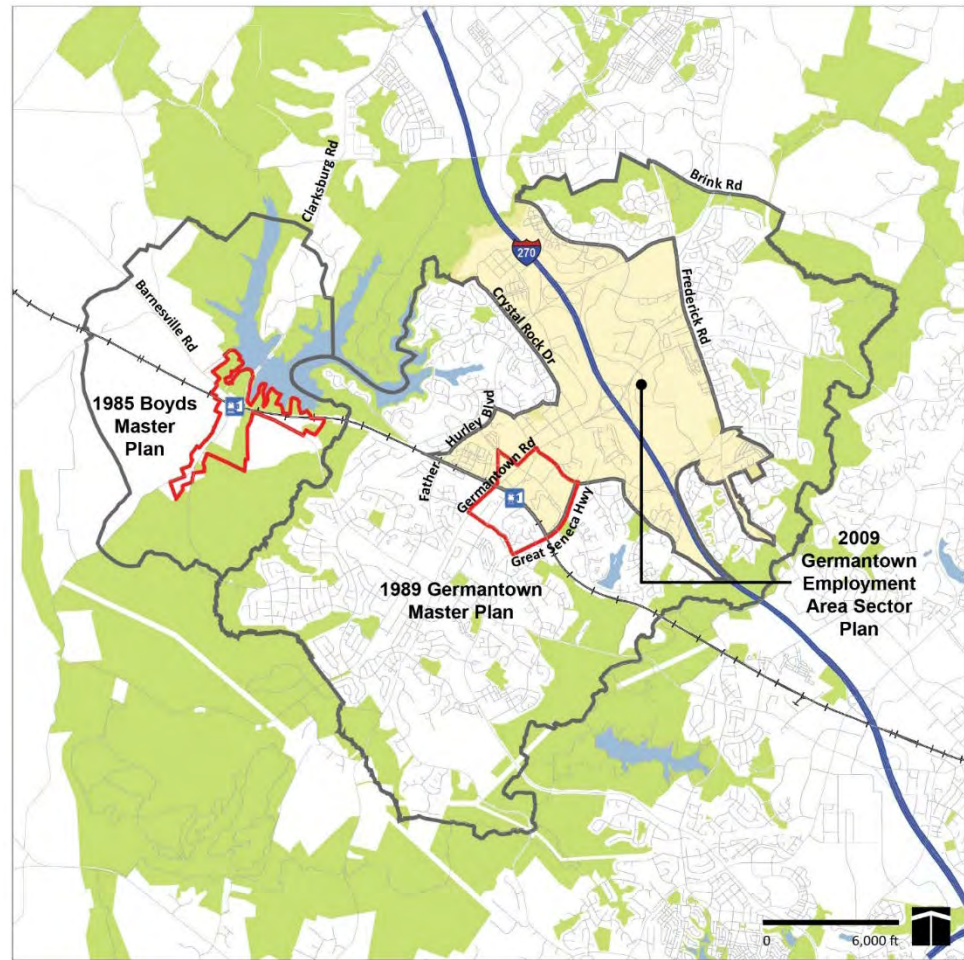 Clarksburg Rd
Brink Rd
270
Barnesville Rd
Crystal Rock Dr
Frederick Rd
1985 Boyds
Master
Plan
Father Hurley Blvd
Germantown Rd
Great Seneca Hwy
1989 Germantown
Master Plan
2009
Germantown
Employment
Area Sector
Plan
0 6,000 ft